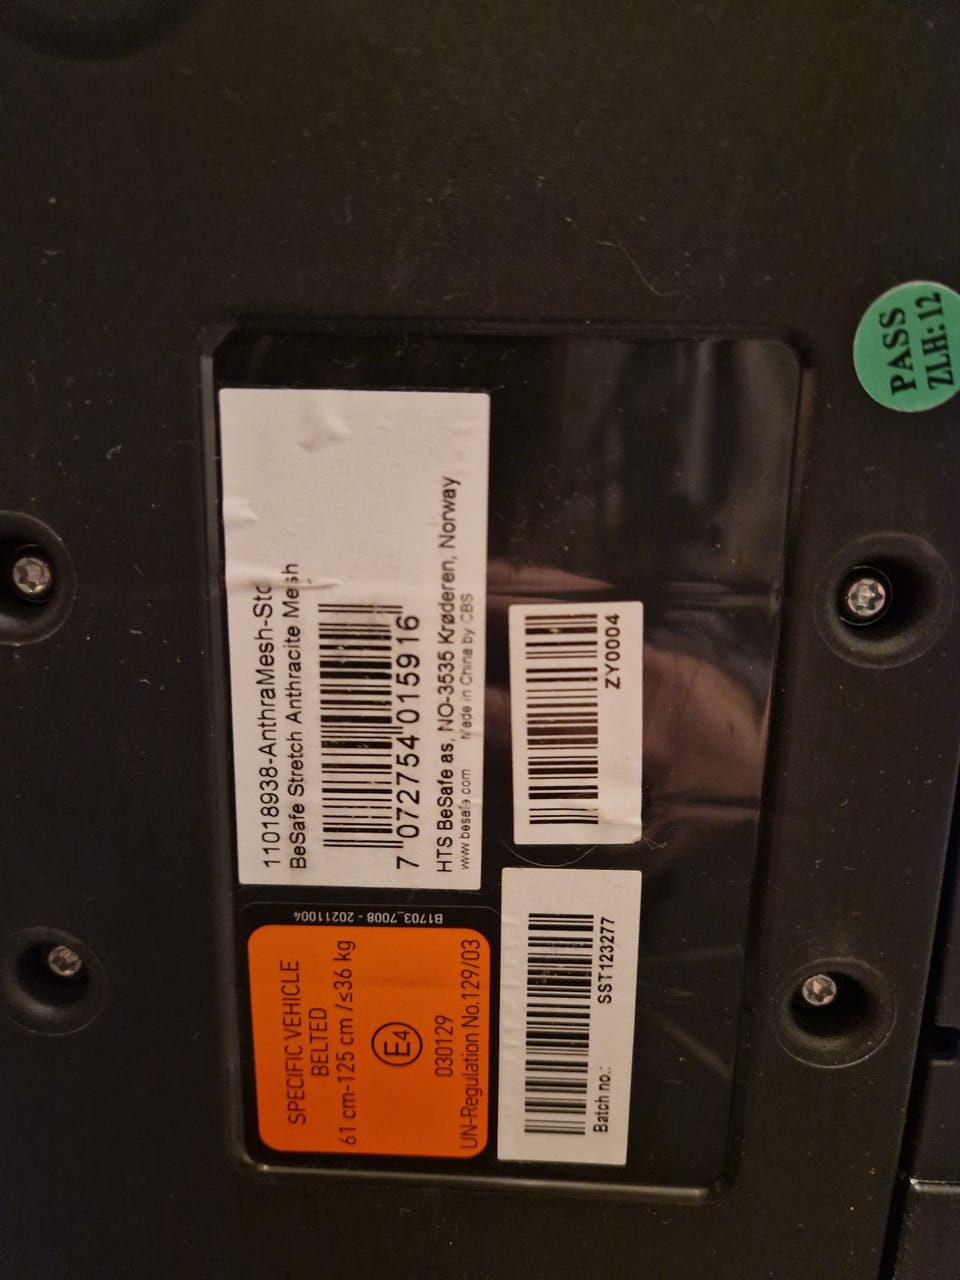 11018938-AnthraMesh-Std
BeSafe Stretch Anthracite Mesh
7 072754 015916
HTS BeSafe as, NO-3535 Krøderen, Norway
www.besafe.com Made in China by CBS
ZY0004
B1703_7008 - 20211004
SPECIFIC VEHICLE
BELTED
61 cm-125 cm /≤36 kg
E4
030129
UN-Regulation No.129/03
SST123277
Batch no.:
PASS
ZLH: 12